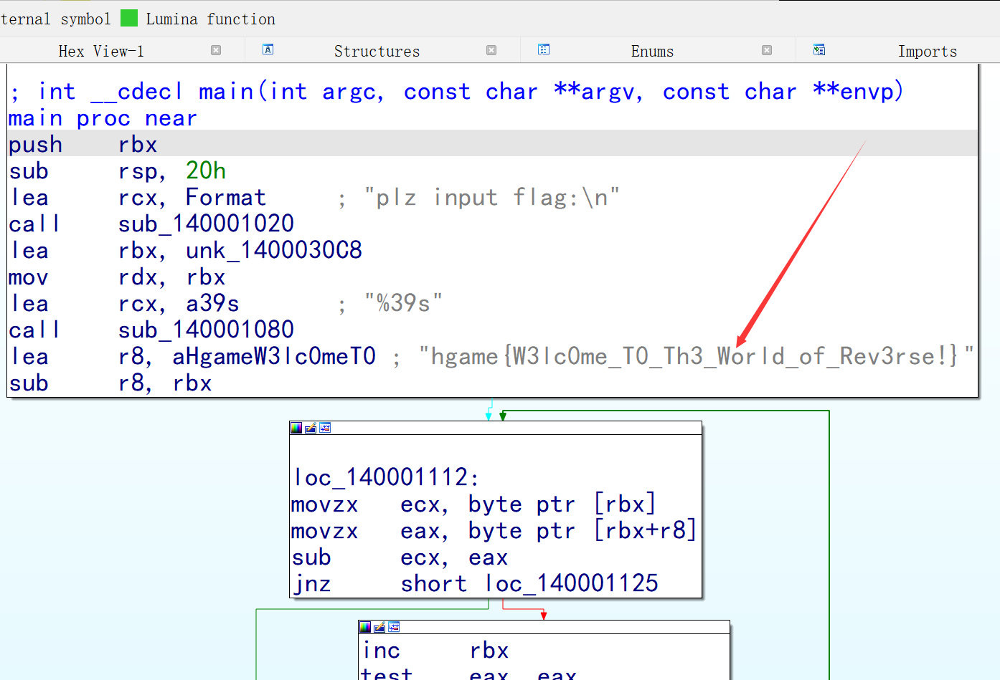 ternal symbol Lumina function
Hex View-1 Structures Enums Imports
; int __cdecl main(int argc, const char **argv, const char **envp)
main proc near
push rbx
sub rsp, 20h
lea rcx, Format ; "plz input flag:\n"
call sub_140001020
lea rbx, unk_1400030C8
mov rdx, rbx
lea rcx, a39s ; "%39s"
call sub_140001080
lea r8, aHgameW3lc0meT0 ; "hgame{W3lc0me_T0_Th3_World_of_Rev3rse!}"
sub r8, rbx
loc_140001112:
movzx ecx, byte ptr [rbx]
movzx eax, byte ptr [rbx+r8]
sub ecx, eax
jnz short loc_140001125
inc rbx
test eax, eax